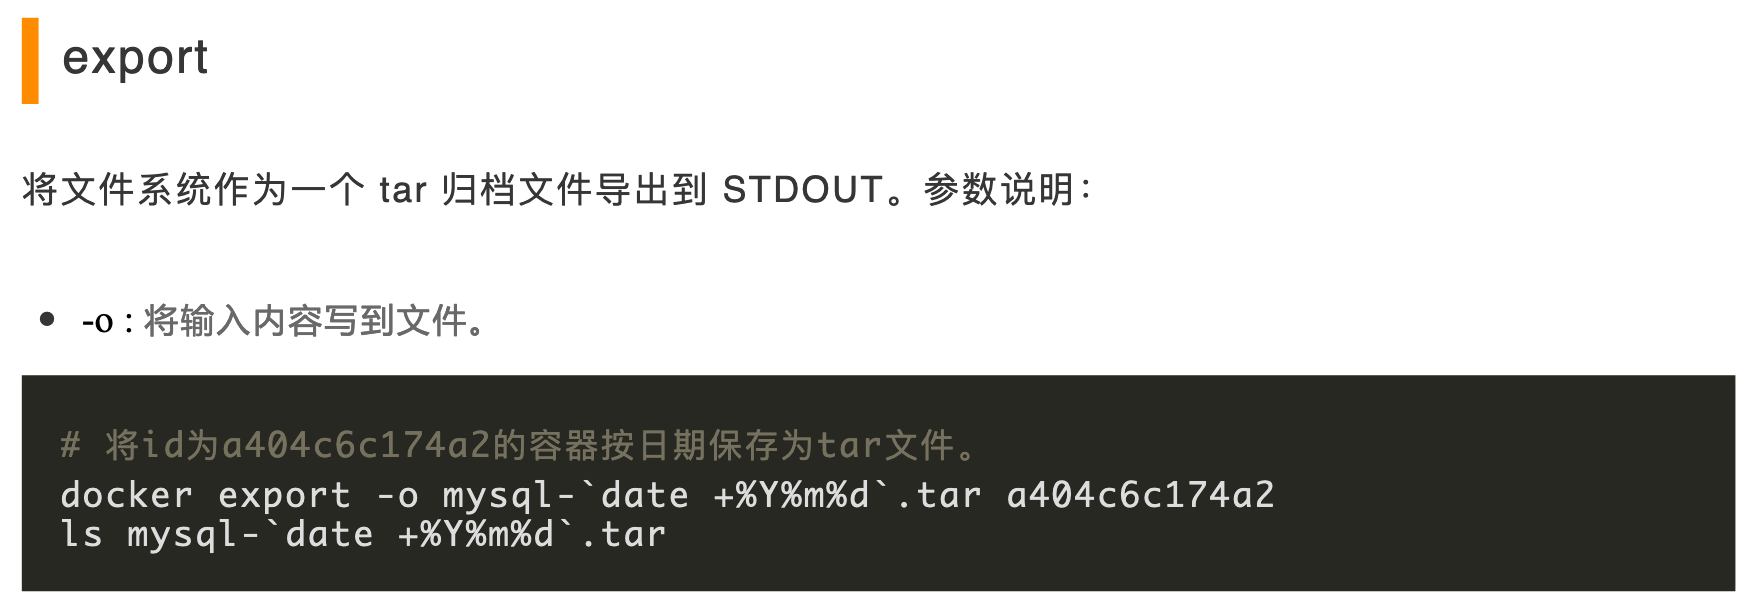 export
将文件系统作为一个 tar 归档文件导出到 STDOUT。参数说明：
• -o : 将输入内容写到文件。
# 将id为a404c6c174a2的容器按日期保存为tar文件。
docker export -o mysql-`date +%Y%m%d`.tar a404c6c174a2
ls mysql-`date +%Y%m%d`.tar